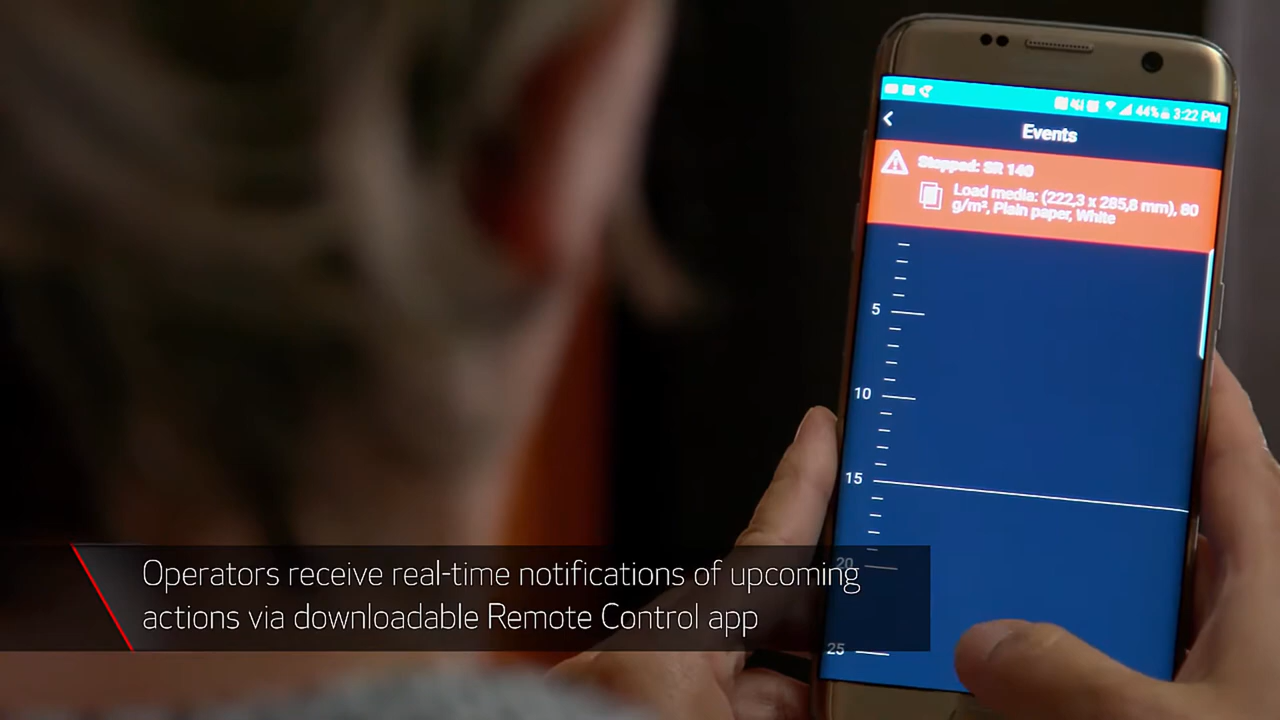 44% 3:22 PM
Events
Stopped: SR 140
Load media: (222,3 x 285,8 mm), 80
g/m², Plain paper, White
5
10
15
20
25
Operators receive real-time notifications of upcoming
actions via downloadable Remote Control app